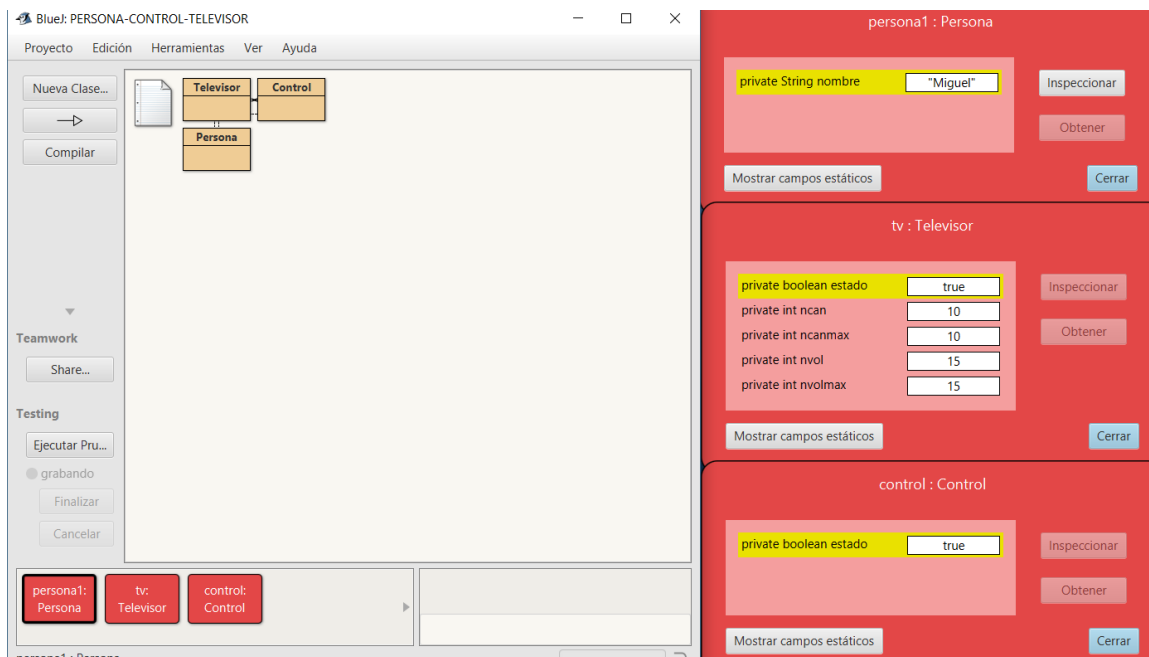 BlueJ: PERSONA-CONTROL-TELEVISOR
Proyecto Edición Herramientas Ver Ayuda
Nueva Clase...
Compilar
Televisor
Control
Persona
Teamwork
Share...
Testing
Ejecutar Pru...
grabando
Finalizar
Cancelar
persona1:
Persona
tv:
Televisor
control:
Control
persona1 : Persona
persona1 : Persona
private String nombre "Miguel"
Inspeccionar
Obtener
Mostrar campos estáticos
Cerrar
tv : Televisor
private boolean estado true
private int ncan 10
private int ncanmax 10
private int nvol 15
private int nvolmax 15
Inspeccionar
Obtener
Mostrar campos estáticos
Cerrar
control : Control
private boolean estado true
Inspeccionar
Obtener
Mostrar campos estáticos
Cerrar